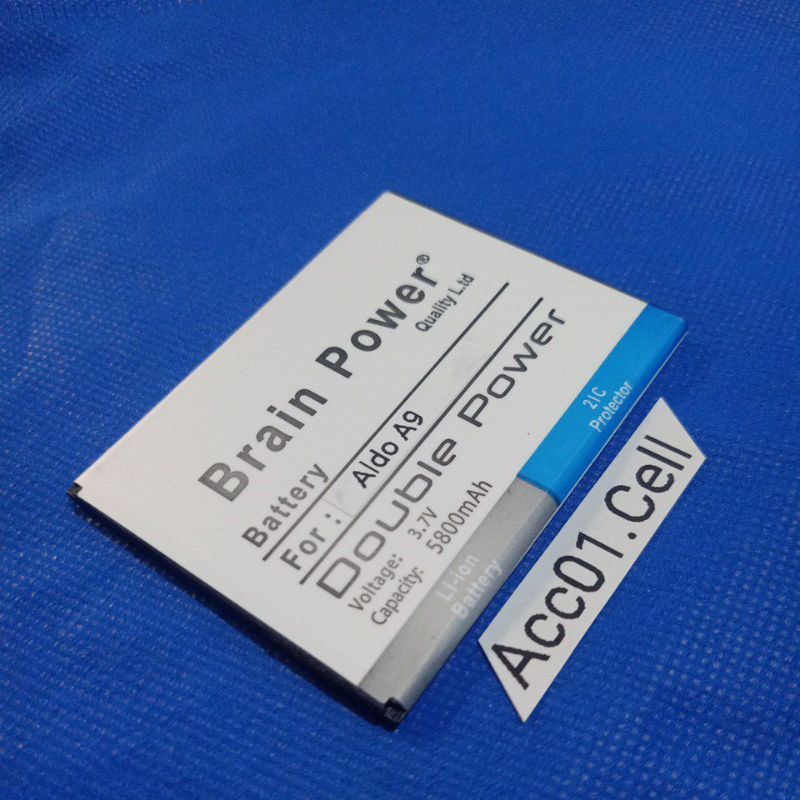 Brain Power®
Quality L.td
Battery
For : Aldo A9
Double Power
Voltage: 3.7V
Capacity: 5800mAh
Li-ion
Battery
2IC
Protector
Acc01.Cell